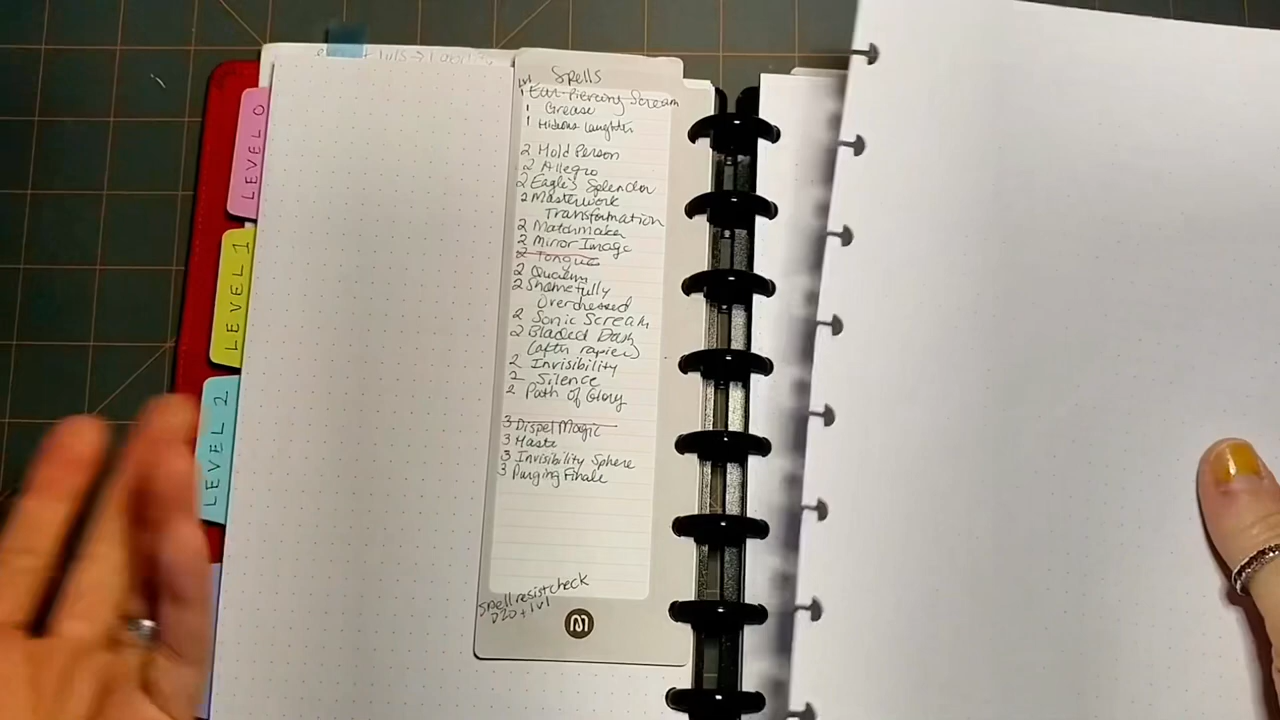 LEVEL 0
LEVEL 1
LEVEL 2
Spells
lvl
1 Ear-Piercing Scream
1 Grease
1 Hideous Laughter
2 Hold Person
2 Allegro
2 Eagle's Splendor
2 Masterwork
Transformation
2 Matchmaker
2 Mirror Image
2 Tongues
2 Qualm
2 Shamefully
Overdressed
2 Sonic Scream
2 Bladed Dash
(after rapier)
2 Invisibility
2 Silence
2 Path of Glory
3 Dispel Magic
3 Haste
3 Invisibility Sphere
3 Purging Finale
spell resist check
D20 + lvl